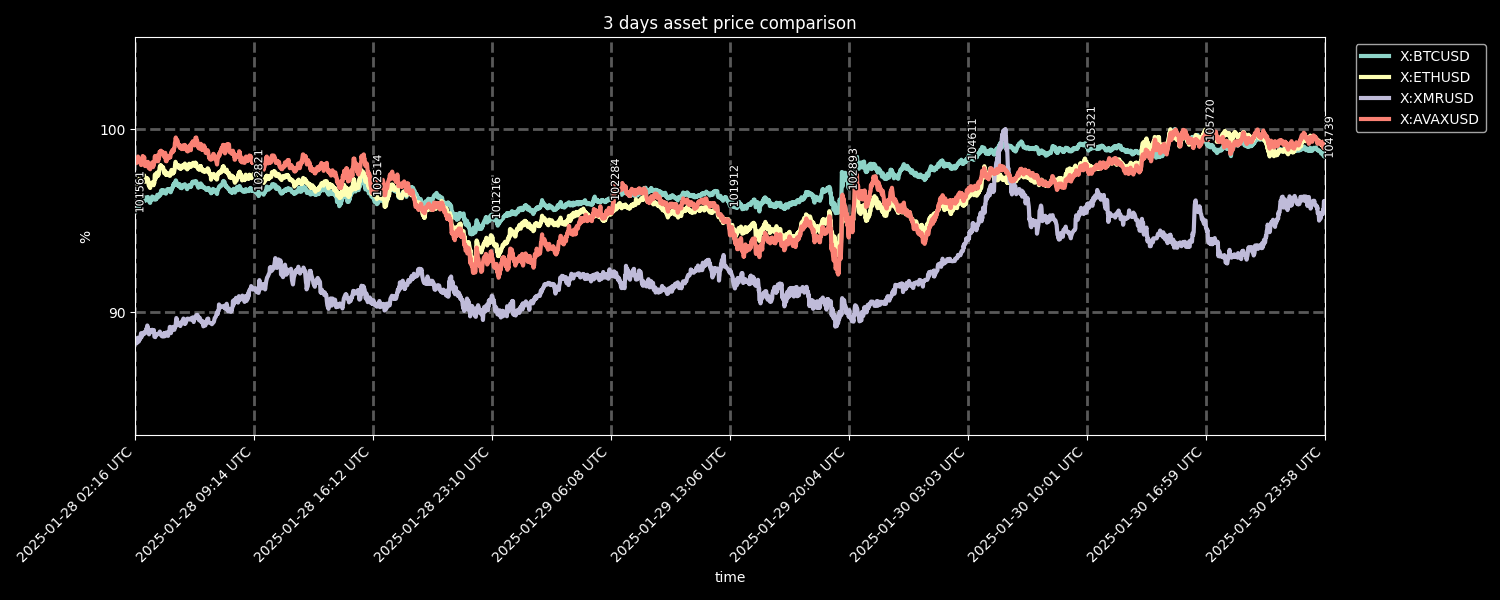 3 days asset price comparison
X:BTCUSD
X:ETHUSD
X:XMRUSD
X:AVAXUSD
100
90
%
101561
102821
102514
101216
102284
101912
102893
104611
105321
105720
104739
2025-01-28 02:16 UTC
2025-01-28 09:14 UTC
2025-01-28 16:12 UTC
2025-01-28 23:10 UTC
2025-01-29 06:08 UTC
2025-01-29 13:06 UTC
2025-01-29 20:04 UTC
2025-01-30 03:03 UTC
2025-01-30 10:01 UTC
2025-01-30 16:59 UTC
2025-01-30 23:58 UTC
time